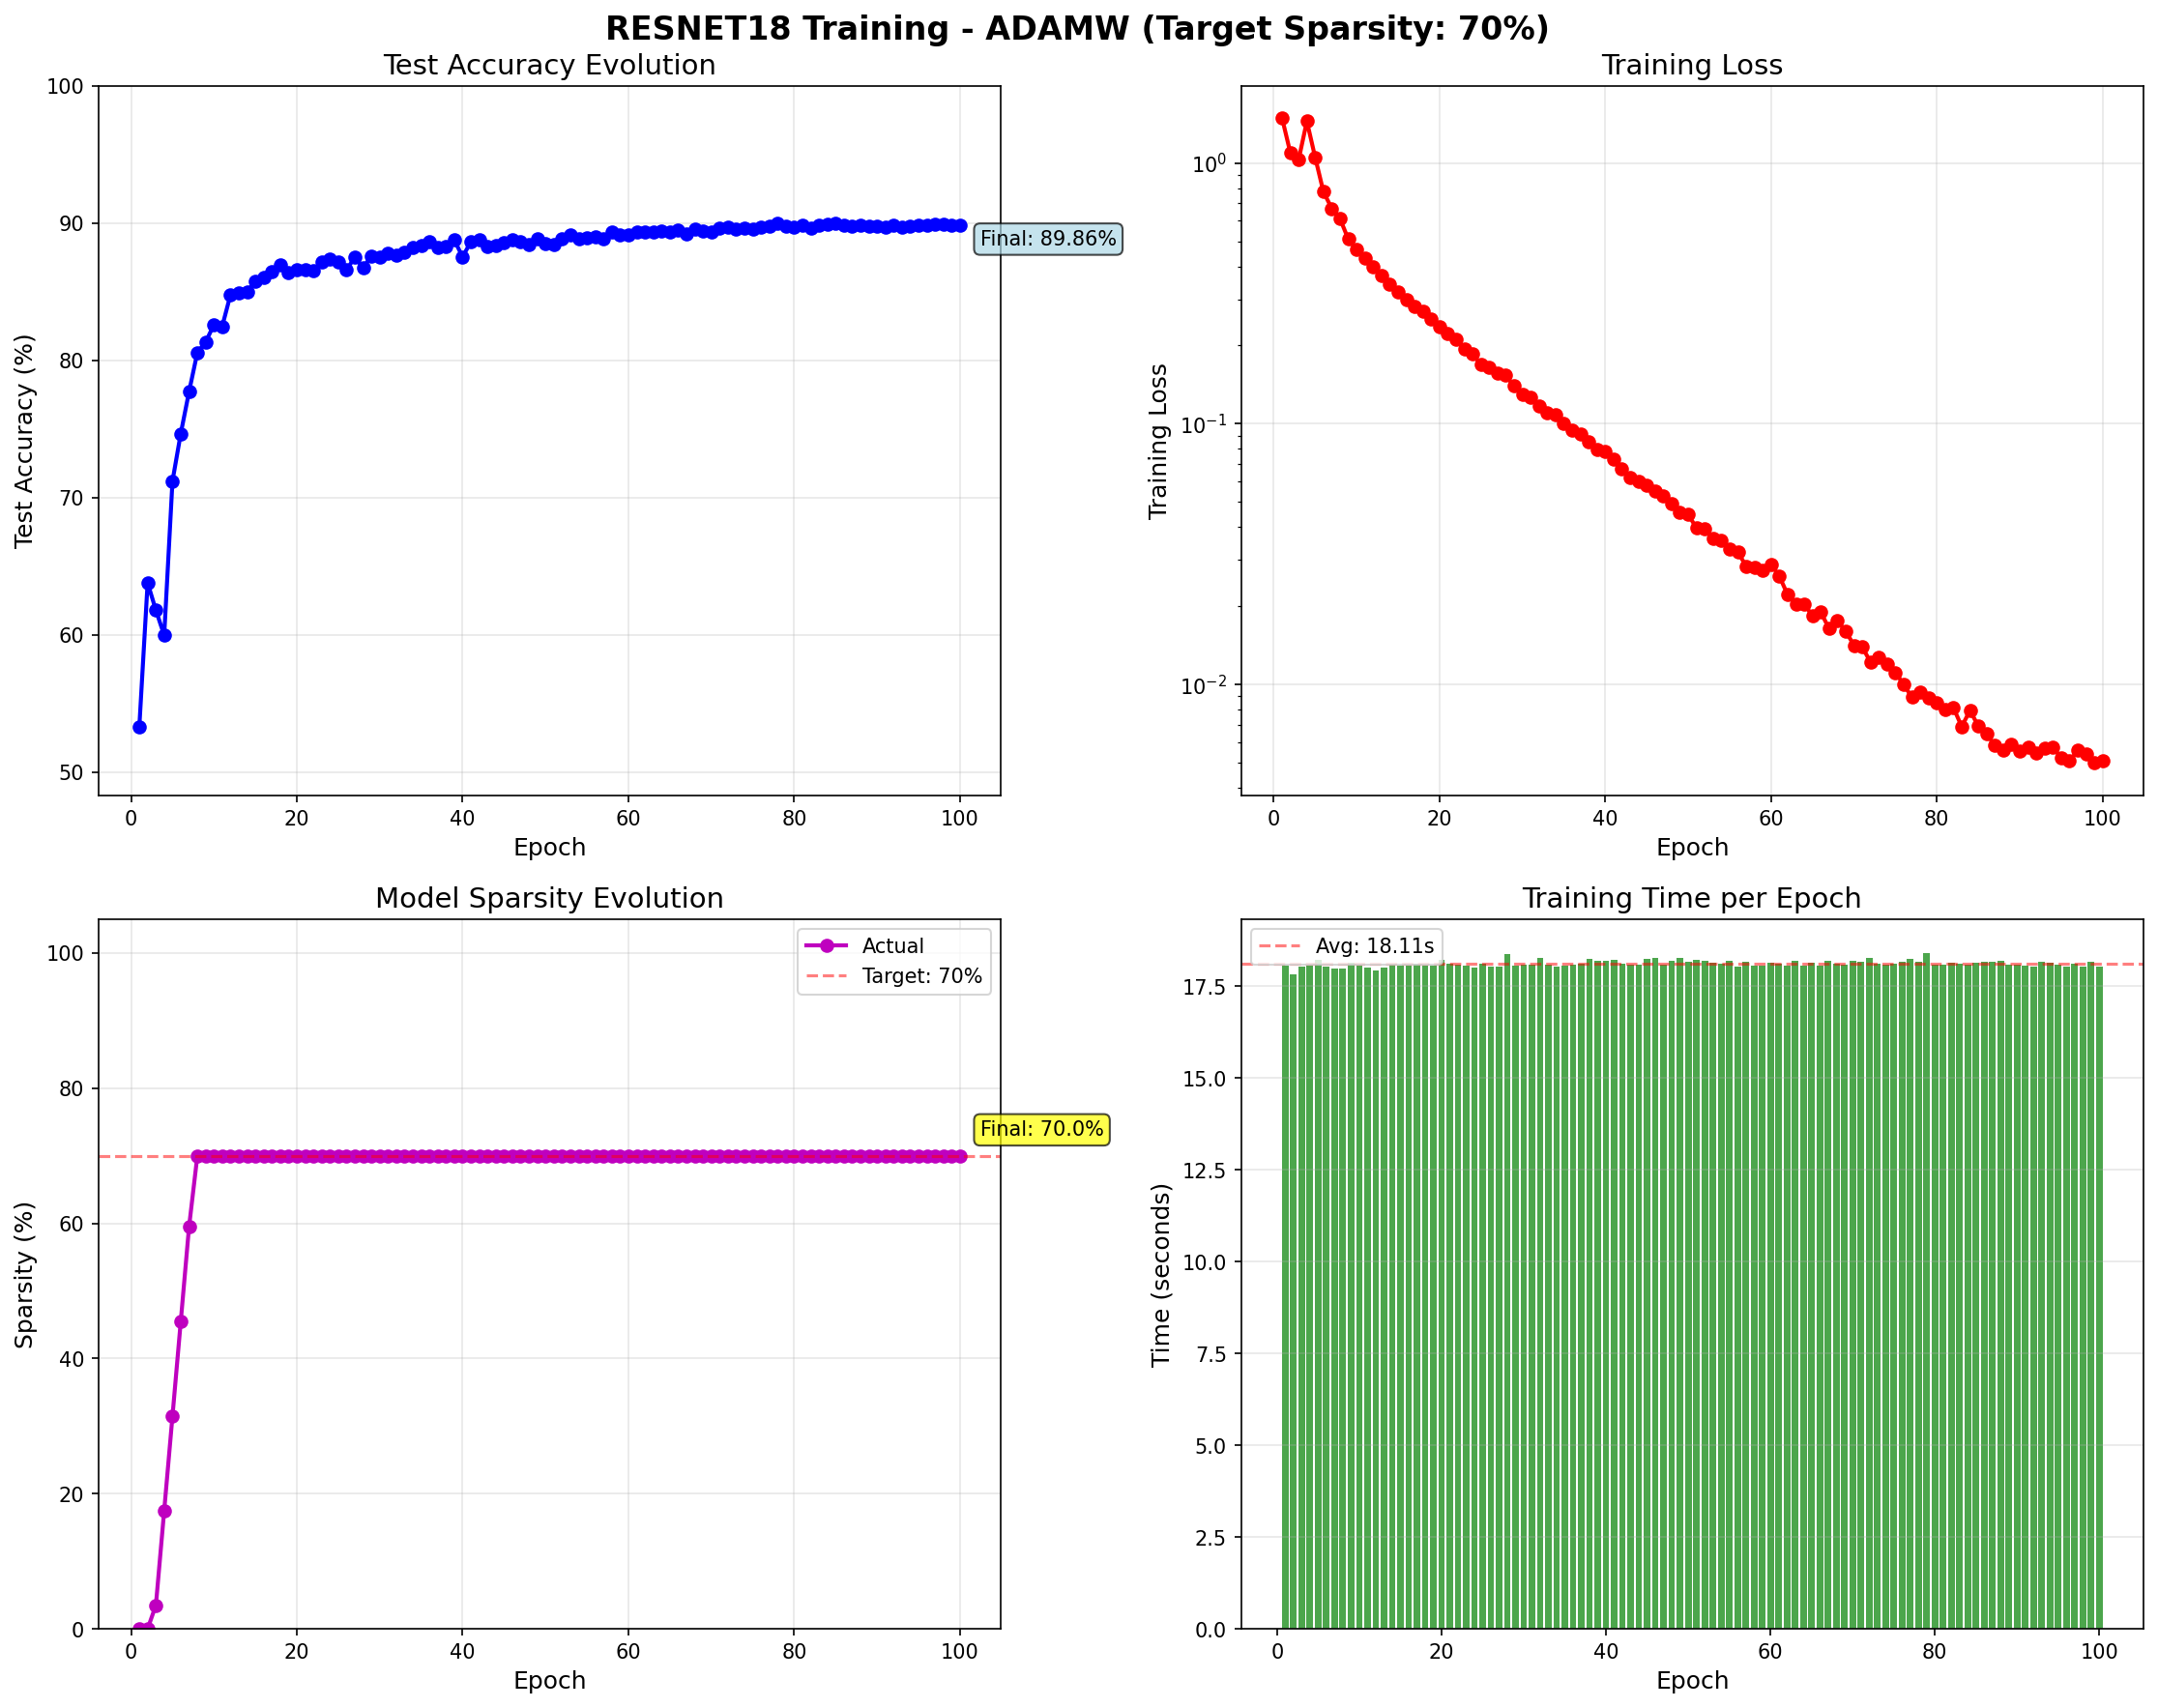 RESNET18 Training - ADAMW (Target Sparsity: 70%)
Test Accuracy Evolution
100
90
80
70
60
50
Test Accuracy (%)
Final: 89.86%
0 20 40 60 80 100
Epoch
Training Loss
10⁰
10⁻¹
10⁻²
Training Loss
0 20 40 60 80 100
Epoch
Model Sparsity Evolution
100
80
60
40
20
0
Sparsity (%)
Actual
Target: 70%
Final: 70.0%
0 20 40 60 80 100
Epoch
Training Time per Epoch
Avg: 18.11s
17.5
15.0
12.5
10.0
7.5
5.0
2.5
0.0
Time (seconds)
0 20 40 60 80 100
Epoch